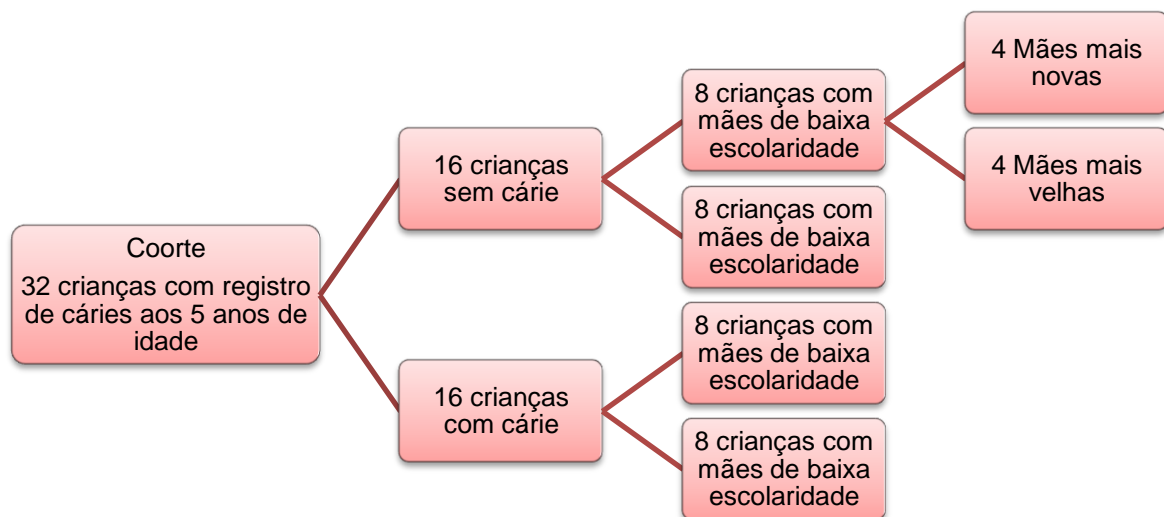 Coorte
32 crianças com registro
de cáries aos 5 anos de
idade
16 crianças
sem cárie
8 crianças com
mães de baixa
escolaridade
4 Mães mais
novas
4 Mães mais
velhas
8 crianças com
mães de baixa
escolaridade
16 crianças
com cárie
8 crianças com
mães de baixa
escolaridade
8 crianças com
mães de baixa
escolaridade